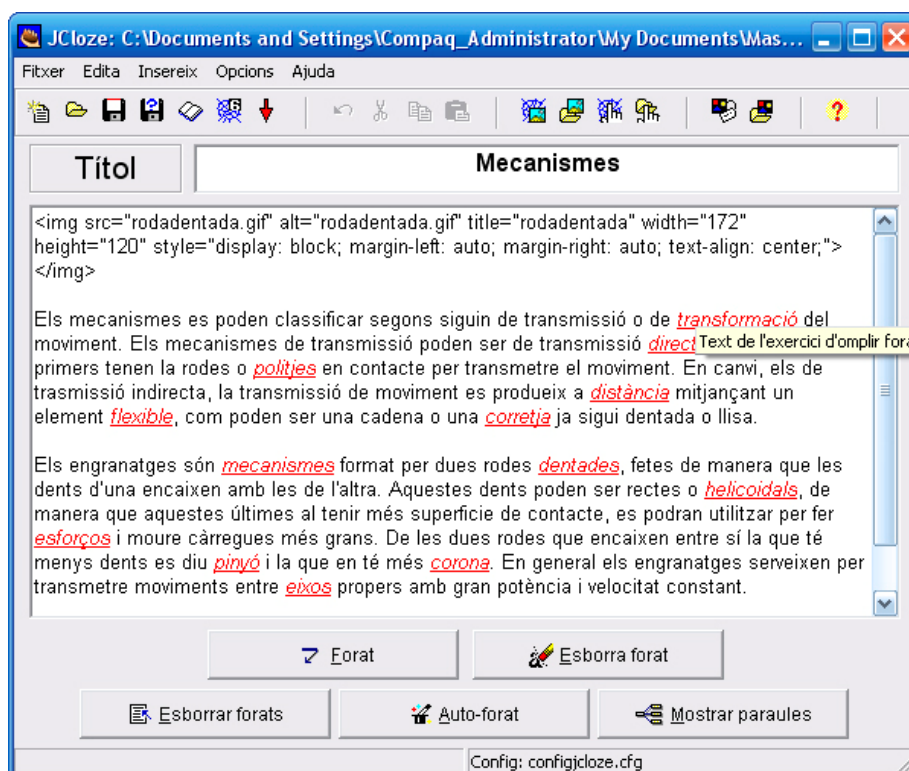 JCloze: C:\Documents and Settings\Compaq_Administrator\My Documents\Mas...
Fitxer Edita Insereix Opcions Ajuda
Títol
Mecanismes
<img src="rodadentada.gif" alt="rodadentada.gif" title="rodadentada" width="172"
height="120" style="display: block; margin-left: auto; margin-right: auto; text-align: center;">
</img>
Els mecanismes es poden classificar segons siguin de transmissió o de transformació del
moviment. Els mecanismes de transmissió poden ser de transmissió direct
Text de l'exercici d'omplir fora
primers tenen la rodes o politjes en contacte per transmetre el moviment. En canvi, els de
trasmissió indirecta, la transmissió de moviment es produeix a distància mitjançant un
element flexible, com poden ser una cadena o una corretja ja sigui dentada o llisa.
Els engranatges són mecanismes format per dues rodes dentades, fetes de manera que les
dents d'una encaixen amb les de l'altra. Aquestes dents poden ser rectes o helicoidals, de
manera que aquestes últimes al tenir més superfície de contacte, es podran utilitzar per fer
esforços i moure càrregues més grans. De les dues rodes que encaixen entre sí la que té
menys dents es diu pinyó i la que en té més corona. En general els engranatges serveixen per
transmetre moviments entre eixos propers amb gran potència i velocitat constant.
Forat
Esborra forat
Esborrar forats
Auto-forat
Mostrar paraules
Config: configjcloze.cfg